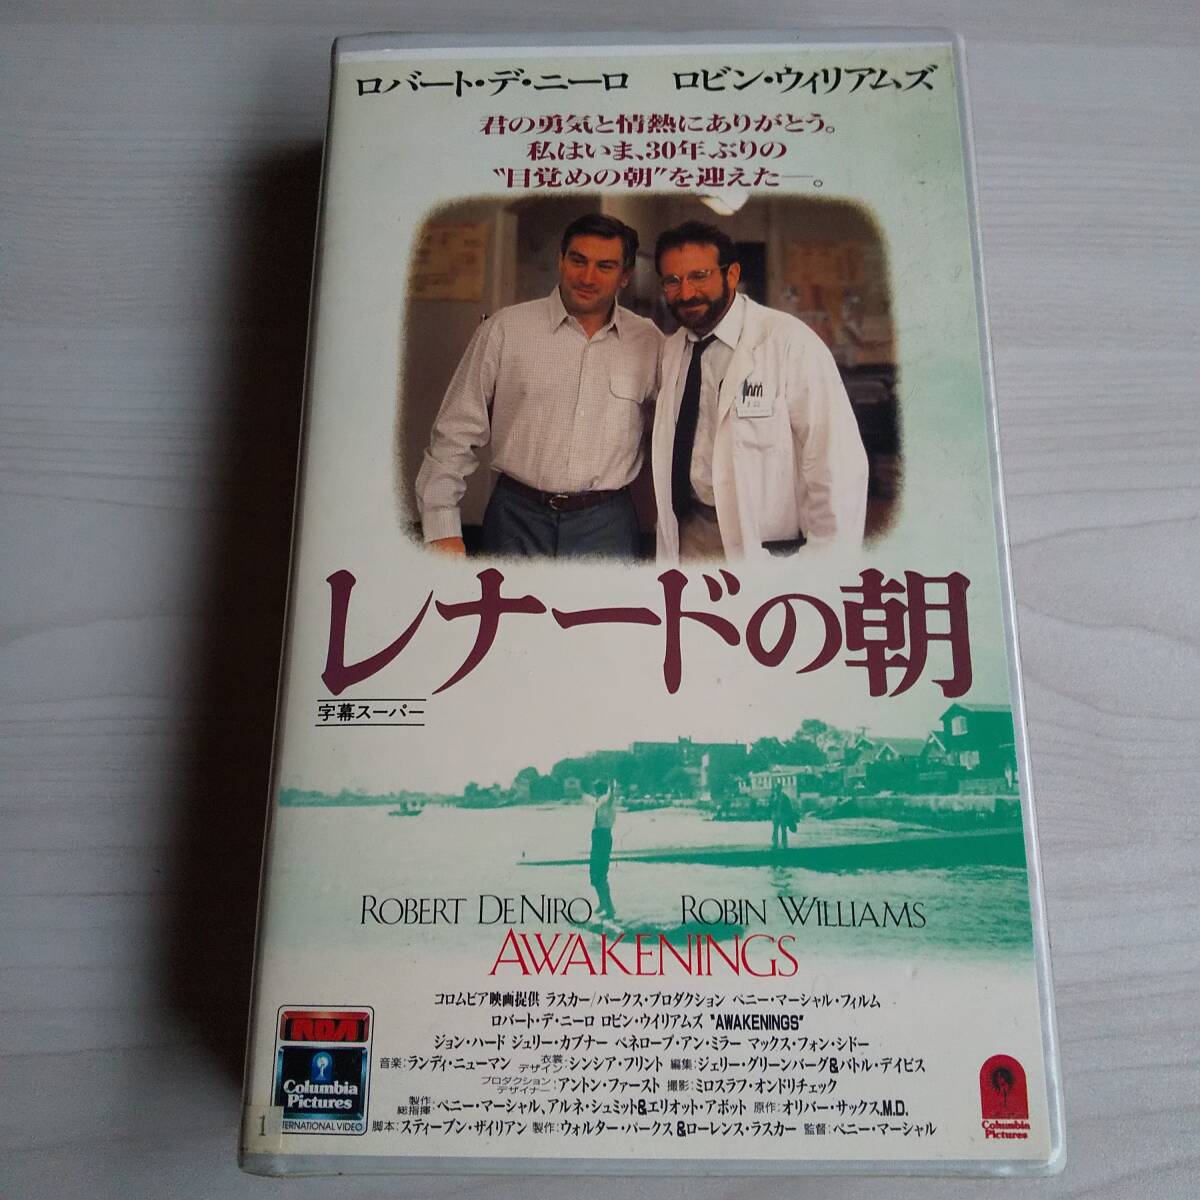 ロバート・デ・ニーロ ロビン・ウィリアムズ
君の勇気と情熱にありがとう。
私はいま、30年ぶりの
“目覚めの朝”を迎えた―。
レナードの朝
字幕スーパー
ROBERT DE NIRO ROBIN WILLIAMS
AWAKENINGS
コロムビア映画提供 ラスカー/パークス・プロダクション ペニー・マーシャル・フィルム
ロバート・デ・ニーロ ロビン・ウイリアムズ "AWAKENINGS"
ジョン・ハード ジュリー・カブナー ペネロープ・アン・ミラー マックス・フォン・シドー
音楽:ランディ・ニューマン 衣裳デザイン:シンシア・フリント 編集:ジェリー・グリーンバーグ&バトル・デイビス
プロダクションデザイナー:アントン・ファースト 撮影:ミロスラフ・オンドリチェック
製作総指揮:ペニー・マーシャル、アルネ・シュミット&エリオット・アボット 原作:オリバー・サックス,M.D.
脚本:スティーブン・ザイリアン 製作:ウォルター・パークス&ローレンス・ラスカー 監督:ペニー・マーシャル
RCA
Columbia
Pictures
INTERNATIONAL VIDEO
1
Columbia
Pictures